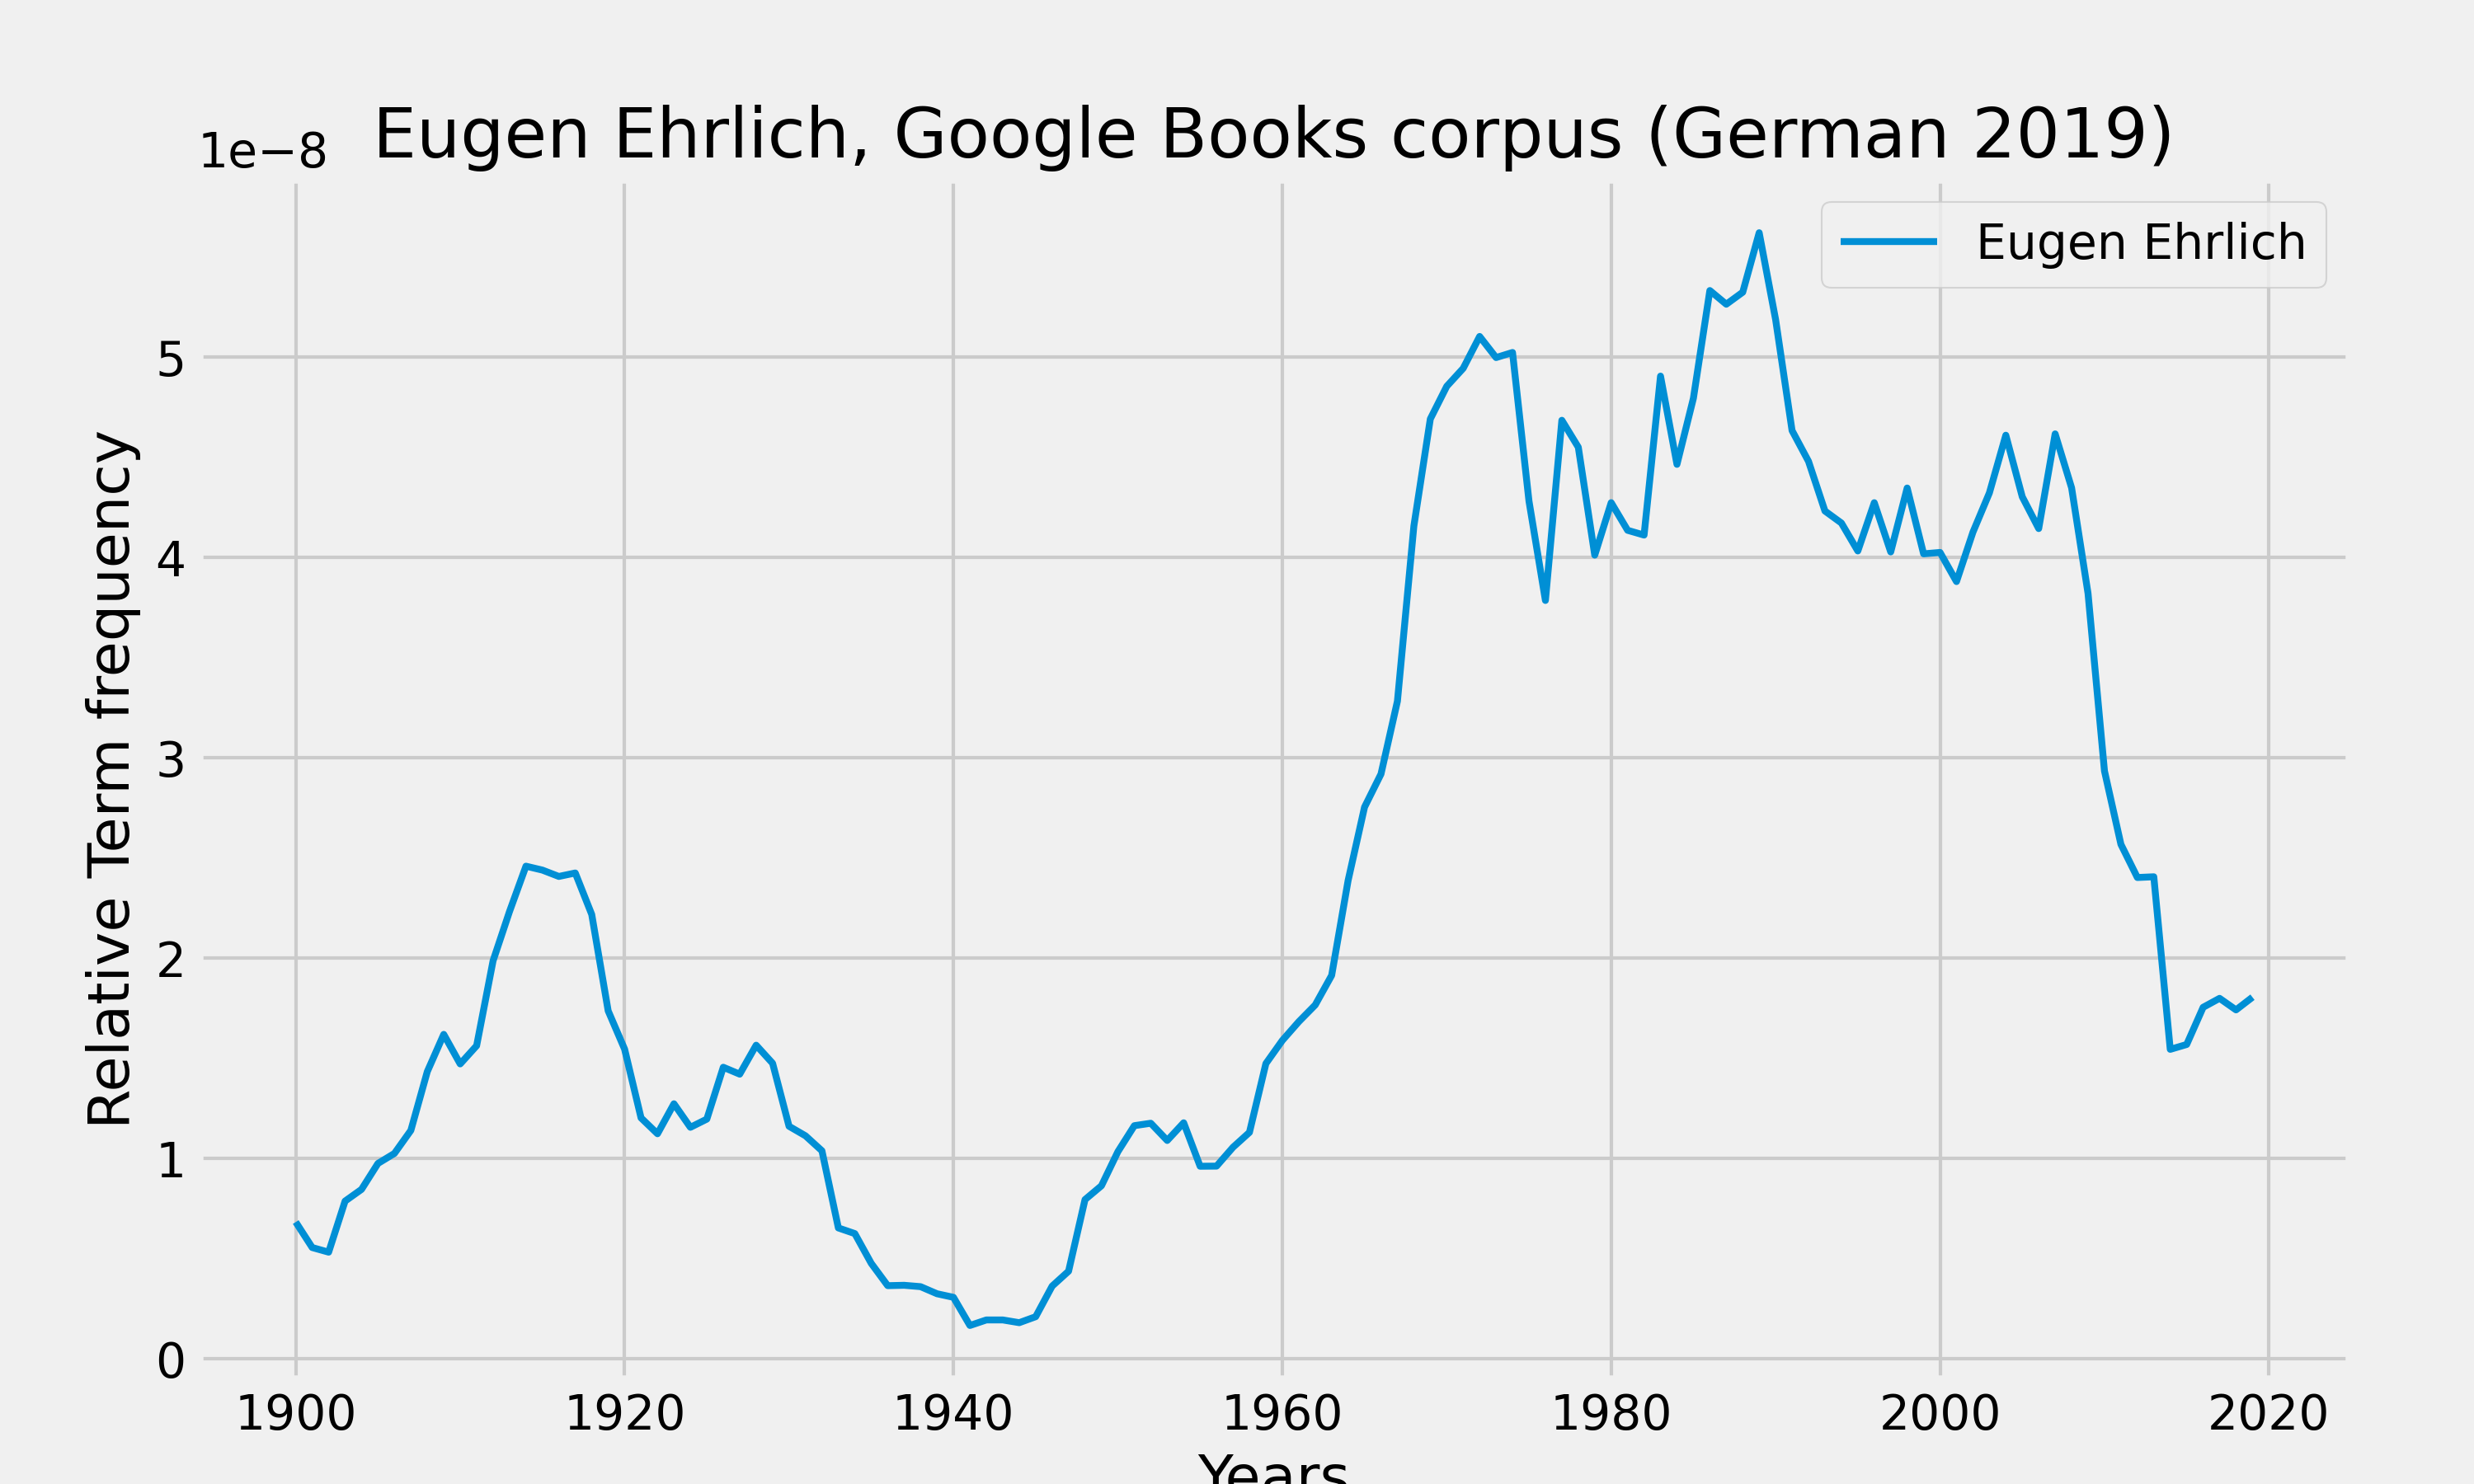 Eugen Ehrlich, Google Books corpus (German 2019)
1e−8
Eugen Ehrlich
Relative Term frequency
5
4
3
2
1
0
1900 1920 1940 1960 1980 2000 2020
Years